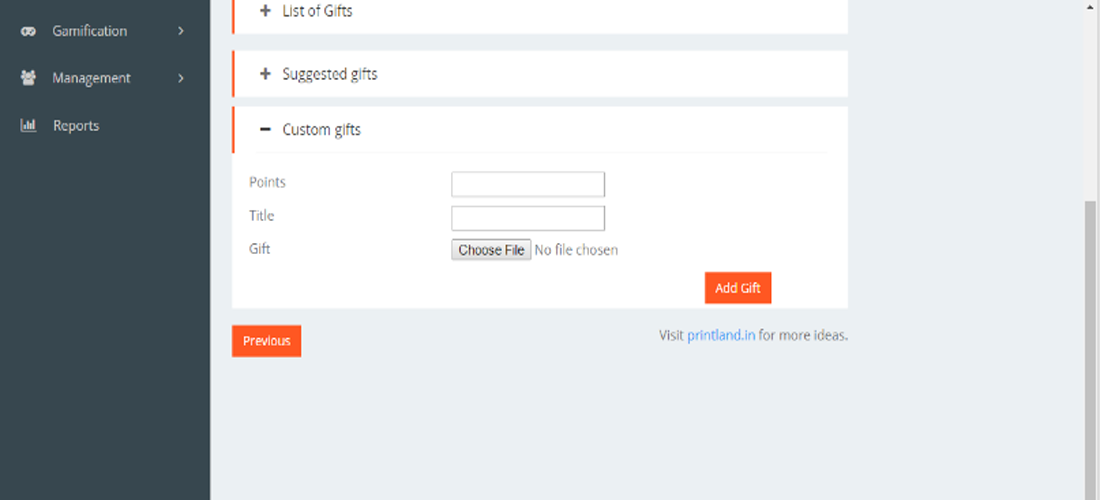 Gamification
Management
Reports
List of Gifts
Suggested gifts
Custom gifts
Points
Title
Gift Choose File No file chosen
Add Gift
Previous
Visit printland.in for more ideas.